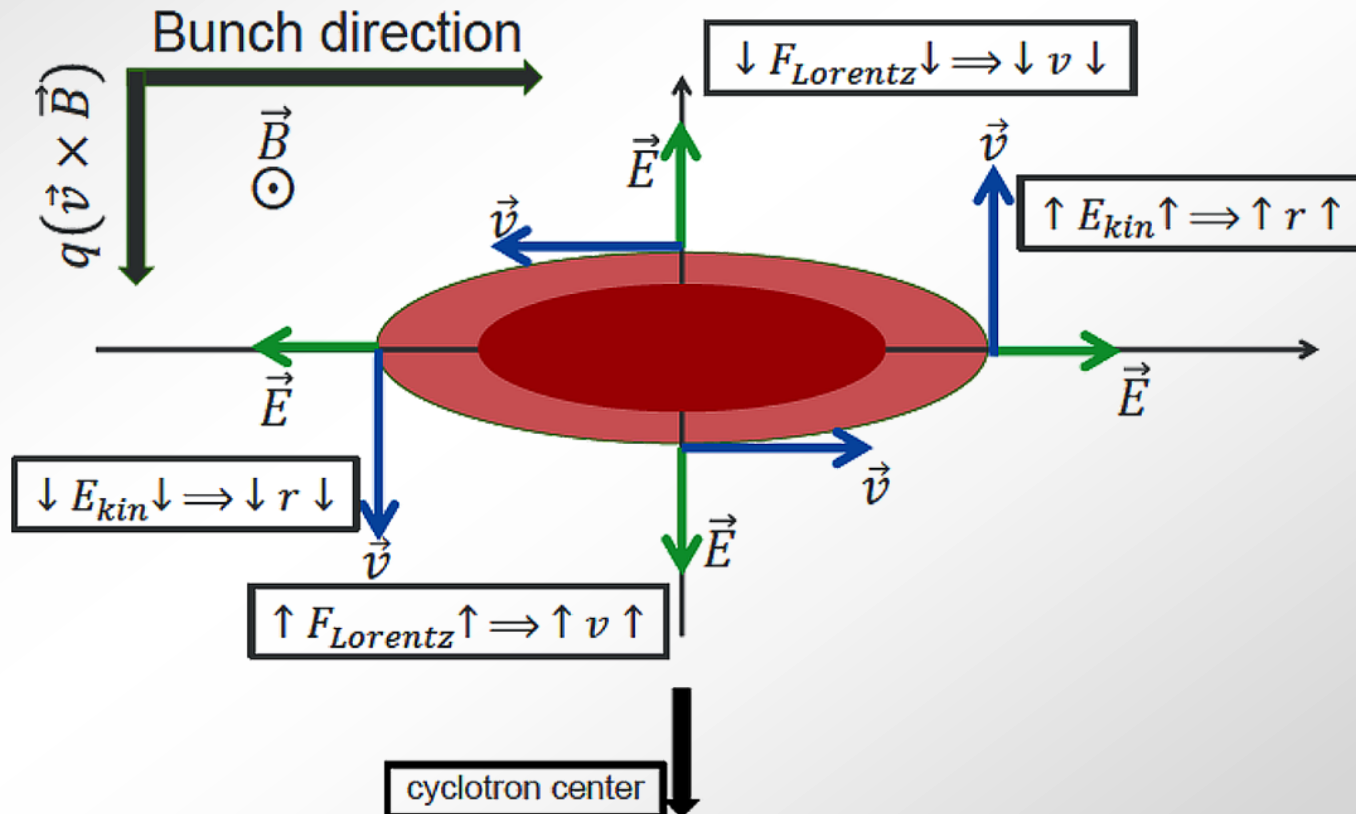 Bunch direction
↓ F_Lorentz ↓ ⟹ ↓ v ↓
q(v⃗ × B⃗)
B⃗
E⃗
v⃗
↑ E_kin ↑ ⟹ ↑ r ↑
v⃗
E⃗
E⃗
↓ E_kin ↓ ⟹ ↓ r ↓
v⃗
E⃗
v⃗
↑ F_Lorentz ↑ ⟹ ↑ v ↑
cyclotron center